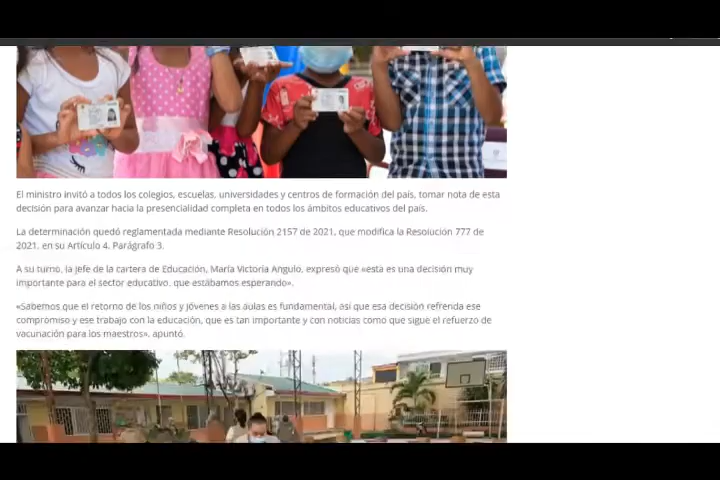 El ministro invitó a todos los colegios, escuelas, universidades y centros de formación del país, tomar nota de esta
decisión para avanzar hacia la presencialidad completa en todos los ámbitos educativos del país.
La determinación quedó reglamentada mediante Resolución 2157 de 2021, que modifica la Resolución 777 de
2021, en su Artículo 4, Parágrafo 3.
A su turno, la jefe de la cartera de Educación, María Victoria Angulo, expresó que «esta es una decisión muy
importante para el sector educativo, que estábamos esperando».
«Sabemos que el retorno de los niños y jóvenes a las aulas es fundamental, así que esa decisión refrenda ese
compromiso y ese trabajo con la educación, que es tan importante y con noticias como que sigue el refuerzo de
vacunación para los maestros», apuntó.